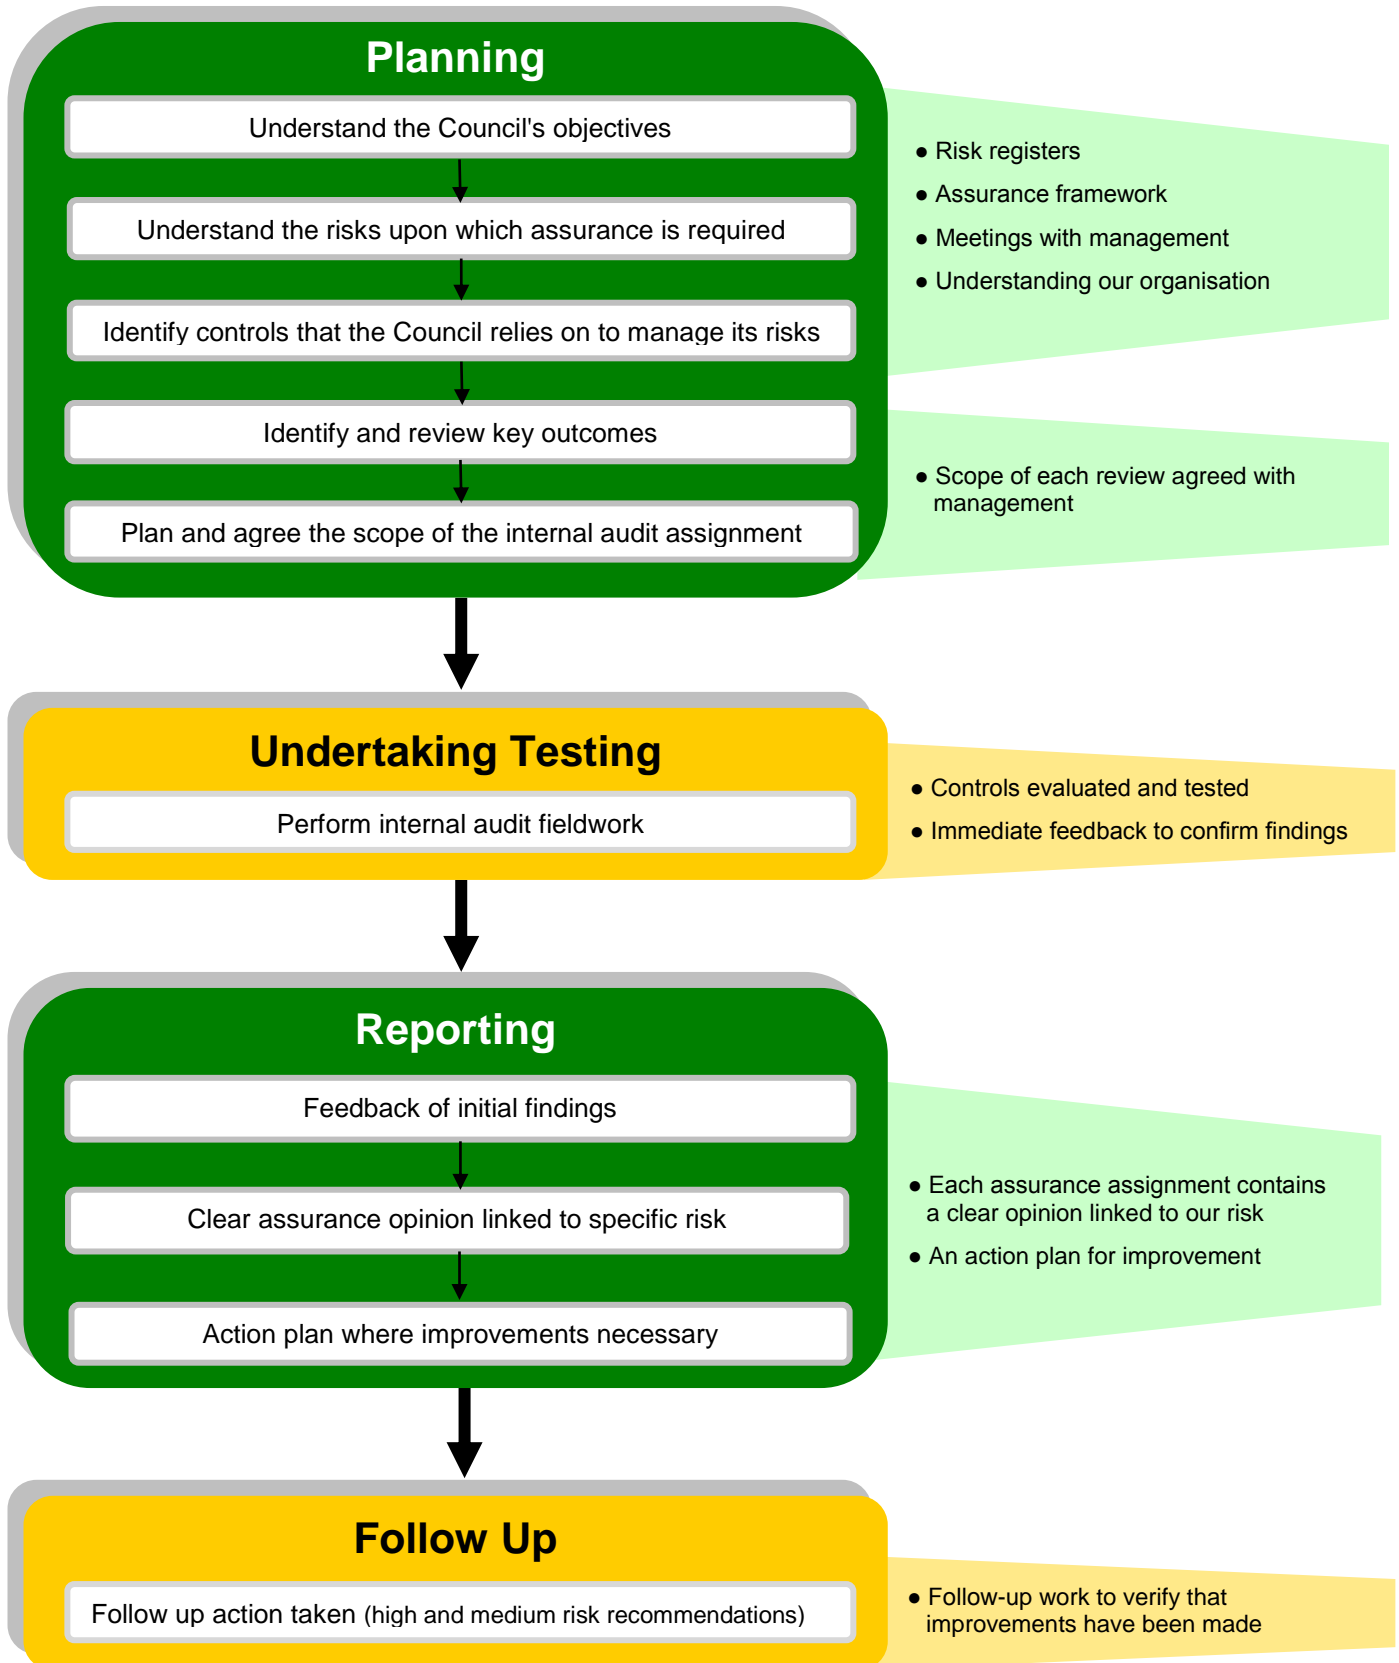 Planning
Understand the Council's objectives
Understand the risks upon which assurance is required
Identify controls that the Council relies on to manage its risks
Identify and review key outcomes
Plan and agree the scope of the internal audit assignment
● Risk registers
● Assurance framework
● Meetings with management
● Understanding our organisation
● Scope of each review agreed with
management
Undertaking Testing
Perform internal audit fieldwork
● Controls evaluated and tested
● Immediate feedback to confirm findings
Reporting
Feedback of initial findings
Clear assurance opinion linked to specific risk
Action plan where improvements necessary
● Each assurance assignment contains
a clear opinion linked to our risk
● An action plan for improvement
Follow Up
Follow up action taken (high and medium risk recommendations)
● Follow-up work to verify that
improvements have been made